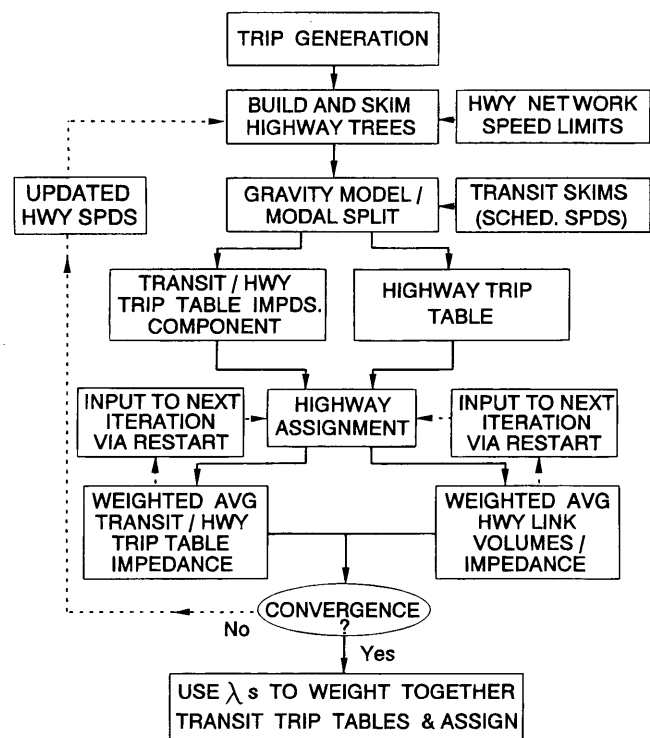 TRIP GENERATION
BUILD AND SKIM
HIGHWAY TREES
HWY NETWORK
SPEED LIMITS
UPDATED
HWY SPDS
GRAVITY MODEL /
MODAL SPLIT
TRANSIT SKIMS
(SCHED. SPDS)
TRANSIT / HWY
TRIP TABLE IMPDS.
COMPONENT
HIGHWAY TRIP
TABLE
INPUT TO NEXT
ITERATION
VIA RESTART
HIGHWAY
ASSIGNMENT
INPUT TO NEXT
ITERATION
VIA RESTART
WEIGHTED AVG
TRANSIT / HWY
TRIP TABLE
IMPEDANCE
WEIGHTED AVG
HWY LINK
VOLUMES /
IMPEDANCE
CONVERGENCE
?
No
Yes
USE λ s TO WEIGHT TOGETHER
TRANSIT TRIP TABLES & ASSIGN